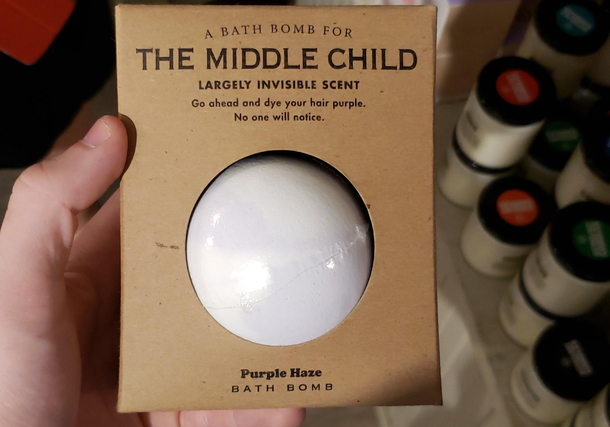 A BATH BOMB FOR
THE MIDDLE CHILD
LARGELY INVISIBLE SCENT
Go ahead and dye your hair purple.
No one will notice.
Purple Haze
BATH BOMB